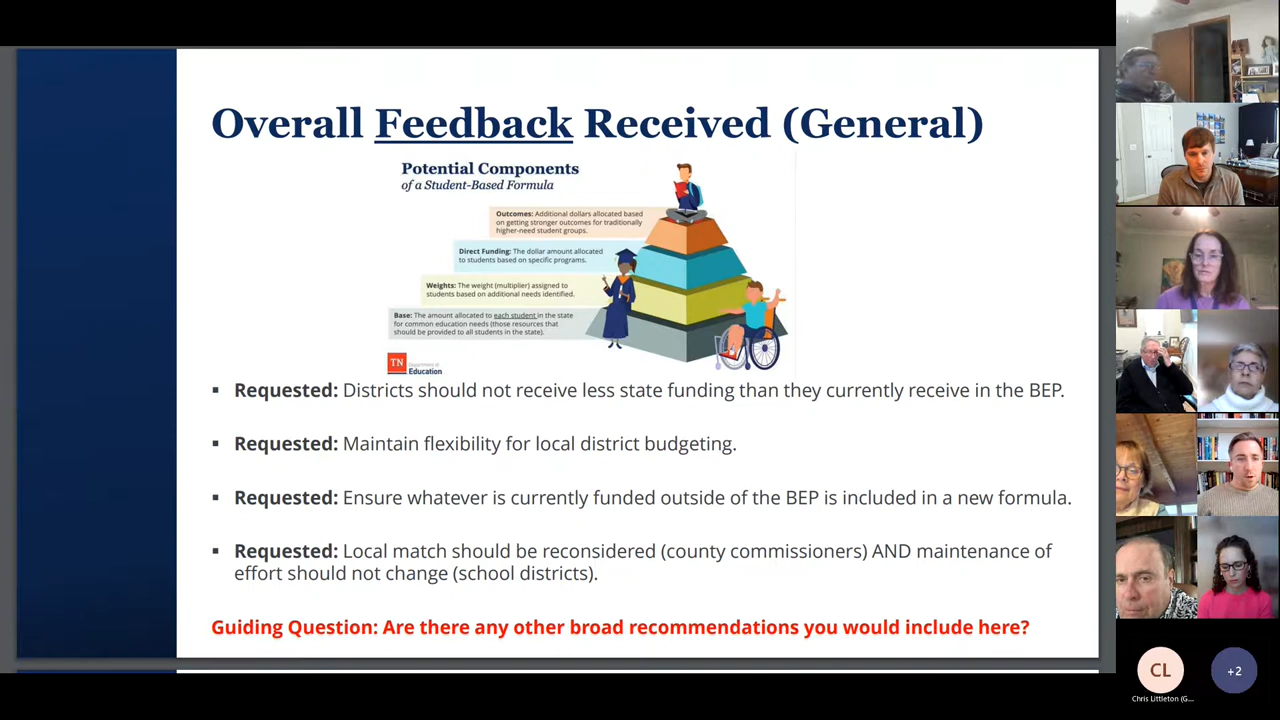 Overall Feedback Received (General)
Potential Components
of a Student-Based Formula
Outcomes: Additional dollars allocated based
on getting stronger outcomes for traditionally
higher-need student groups.
Direct Funding: The dollar amount allocated
to students based on specific programs.
Weights: The weight (multiplier) assigned to
students based on additional needs identified.
Base: The amount allocated to each student in the state
for common education needs (those resources that
should be provided to all students in the state).
TN
Department of
Education
▪ Requested: Districts should not receive less state funding than they currently receive in the BEP.
▪ Requested: Maintain flexibility for local district budgeting.
▪ Requested: Ensure whatever is currently funded outside of the BEP is included in a new formula.
▪ Requested: Local match should be reconsidered (county commissioners) AND maintenance of
effort should not change (school districts).
Guiding Question: Are there any other broad recommendations you would include here?
CL
+2
Chris Littleton (G...